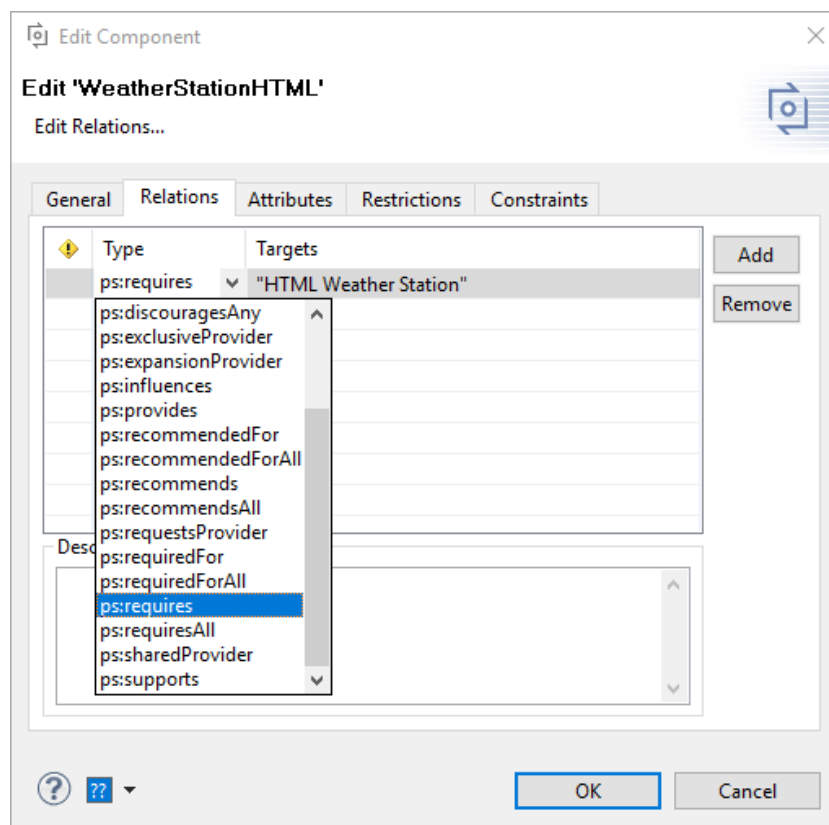 Edit Component
Edit 'WeatherStationHTML'
Edit Relations...
General Relations Attributes Restrictions Constraints
Type Targets
Add
ps:requires "HTML Weather Station"
Remove
ps:discouragesAny
ps:exclusiveProvider
ps:expansionProvider
ps:influences
ps:provides
ps:recommendedFor
ps:recommendedForAll
ps:recommends
ps:recommendsAll
ps:requestsProvider
ps:requiredFor
ps:requiredForAll
ps:requires
ps:requiresAll
ps:sharedProvider
ps:supports
Desc
? ?? OK Cancel